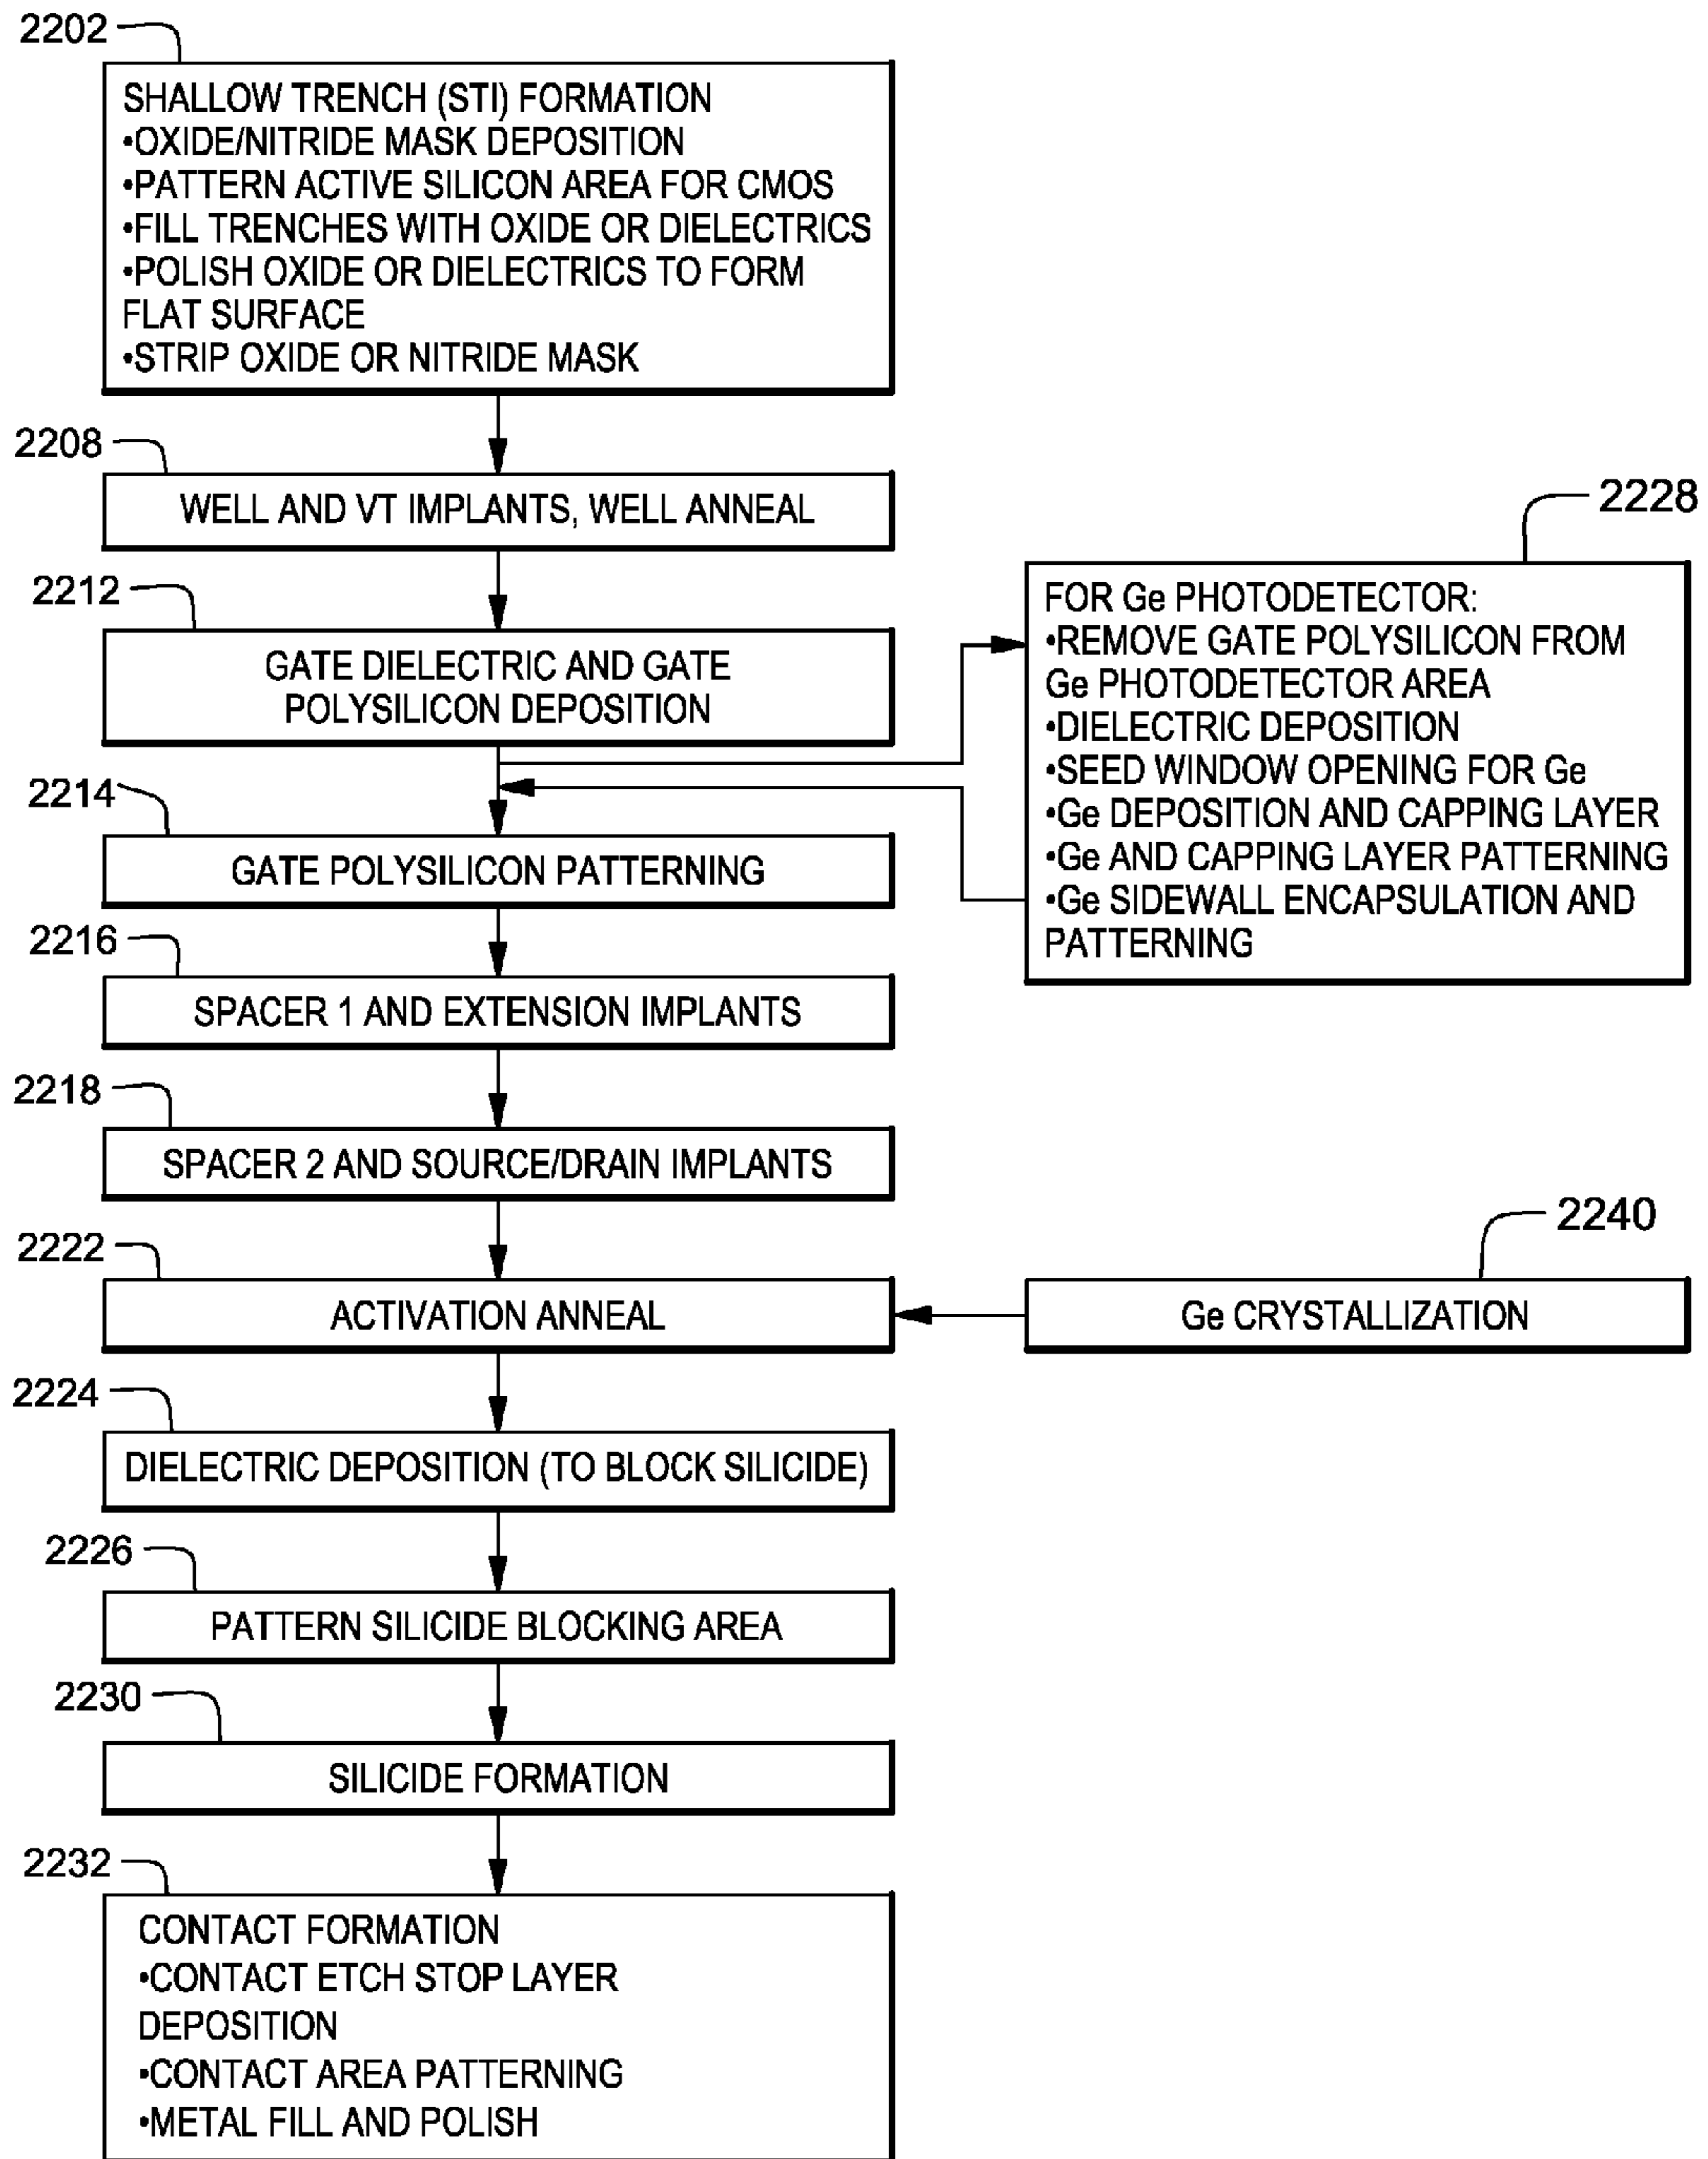 2202
SHALLOW TRENCH (STI) FORMATION
•OXIDE/NITRIDE MASK DEPOSITION
•PATTERN ACTIVE SILICON AREA FOR CMOS
•FILL TRENCHES WITH OXIDE OR DIELECTRICS
•POLISH OXIDE OR DIELECTRICS TO FORM
FLAT SURFACE
•STRIP OXIDE OR NITRIDE MASK
2208
WELL AND VT IMPLANTS, WELL ANNEAL
2212
GATE DIELECTRIC AND GATE
POLYSILICON DEPOSITION
2228
FOR Ge PHOTODETECTOR:
•REMOVE GATE POLYSILICON FROM
Ge PHOTODETECTOR AREA
•DIELECTRIC DEPOSITION
•SEED WINDOW OPENING FOR Ge
•Ge DEPOSITION AND CAPPING LAYER
•Ge AND CAPPING LAYER PATTERNING
•Ge SIDEWALL ENCAPSULATION AND
PATTERNING
2214
GATE POLYSILICON PATTERNING
2216
SPACER 1 AND EXTENSION IMPLANTS
2218
SPACER 2 AND SOURCE/DRAIN IMPLANTS
2222
ACTIVATION ANNEAL
2240
Ge CRYSTALLIZATION
2224
DIELECTRIC DEPOSITION (TO BLOCK SILICIDE)
2226
PATTERN SILICIDE BLOCKING AREA
2230
SILICIDE FORMATION
2232
CONTACT FORMATION
•CONTACT ETCH STOP LAYER
DEPOSITION
•CONTACT AREA PATTERNING
•METAL FILL AND POLISH